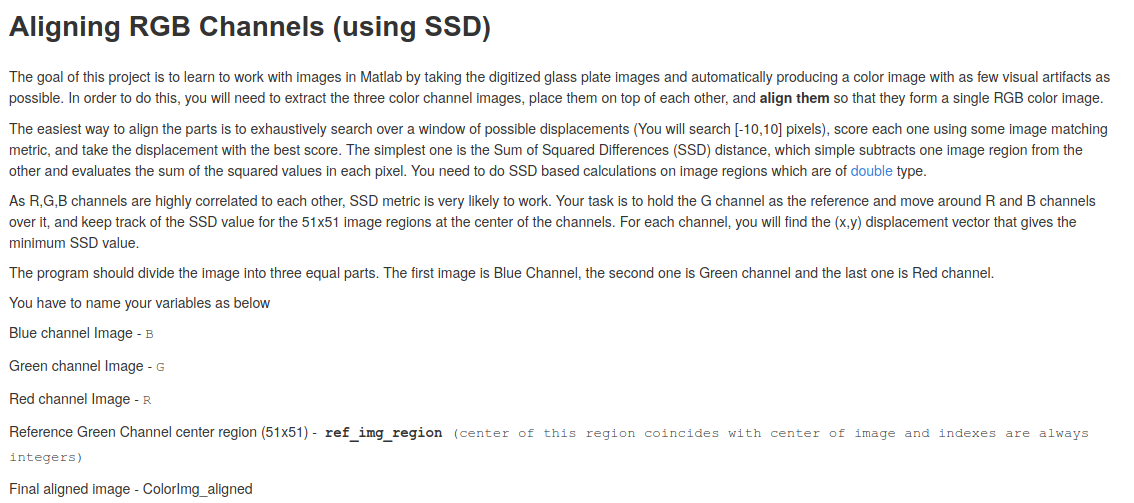 Aligning RGB Channels (using SSD)
The goal of this project is to learn to work with images in Matlab by taking the digitized glass plate images and automatically producing a color image with as few visual artifacts as
possible. In order to do this, you will need to extract the three color channel images, place them on top of each other, and align them so that they form a single RGB color image.
The easiest way to align the parts is to exhaustively search over a window of possible displacements (You will search [-10,10] pixels), score each one using some image matching
metric, and take the displacement with the best score. The simplest one is the Sum of Squared Differences (SSD) distance, which simple subtracts one image region from the
other and evaluates the sum of the squared values in each pixel. You need to do SSD based calculations on image regions which are of double type.
As R,G,B channels are highly correlated to each other, SSD metric is very likely to work. Your task is to hold the G channel as the reference and move around R and B channels
over it, and keep track of the SSD value for the 51x51 image regions at the center of the channels. For each channel, you will find the (x,y) displacement vector that gives the
minimum SSD value.
The program should divide the image into three equal parts. The first image is Blue Channel, the second one is Green channel and the last one is Red channel.
You have to name your variables as below
Blue channel Image - B
Green channel Image - G
Red channel Image - R
Reference Green Channel center region (51x51) - ref_img_region (center of this region coincides with center of image and indexes are always
integers)
Final aligned image - ColorImg_aligned